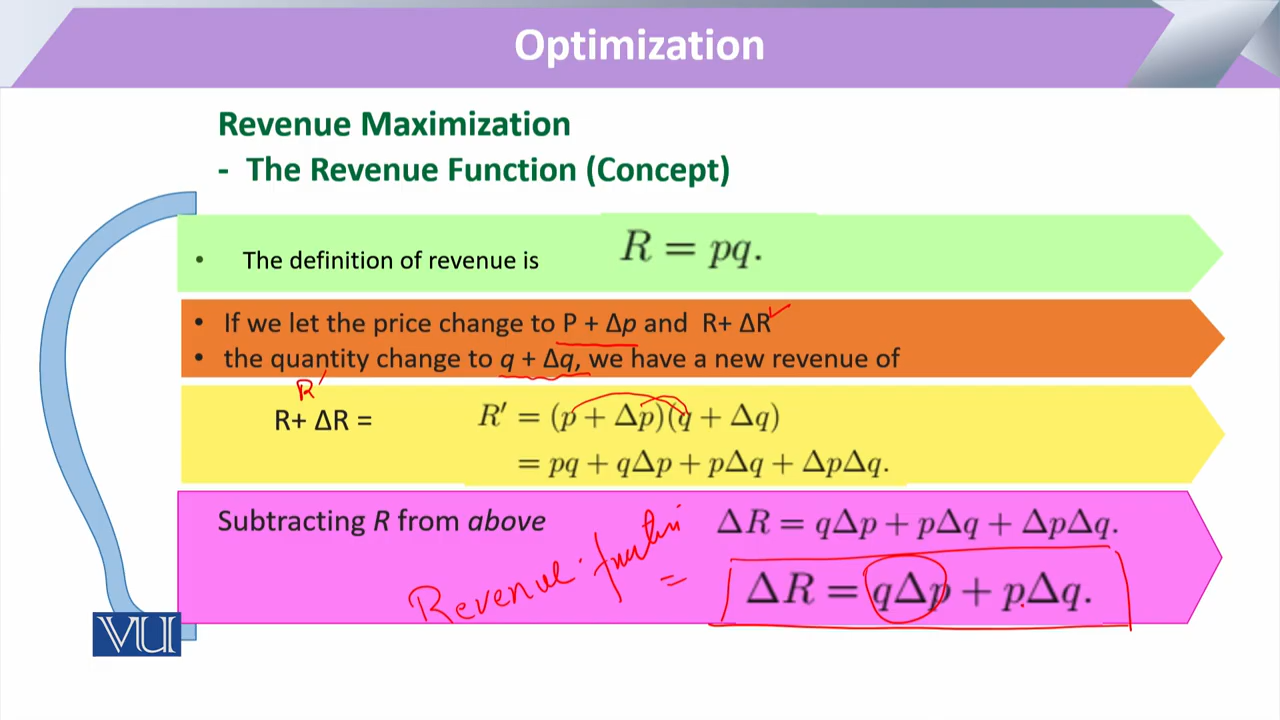 Optimization
Revenue Maximization
- The Revenue Function (Concept)
• The definition of revenue is R = pq.
• If we let the price change to P + Δp and R+ ΔR
• the quantity change to q + Δq, we have a new revenue of
R′
R+ ΔR = R′ = (p + Δp)(q + Δq)
= pq + qΔp + pΔq + ΔpΔq.
Subtracting R from above ΔR = qΔp + pΔq + ΔpΔq.
Revenue function
= ΔR = qΔp + pΔq.
VU